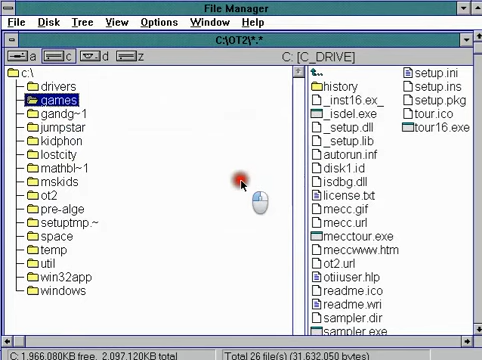 File Manager
File Disk Tree View Options Window Help
C:\OT2\*.*
a c d z C: [C_DRIVE]
c:\
drivers
games
gandg~1
jumpstar
kidphon
lostcity
mathbl~1
mskids
ot2
pre-alge
setuptmp.~
space
temp
util
win32app
windows
history
_inst16.ex_
_isdel.exe
_setup.dll
_setup.lib
autorun.inf
disk1.id
isdbg.dll
license.txt
mecc.gif
mecc.url
mecctour.exe
meccwww.htm
ot2.url
otiiuser.hlp
readme.ico
readme.wri
sampler.dir
sampler.exe
setup.ini
setup.ins
setup.pkg
tour.ico
tour16.exe
C: 1,966,080KB free, 2,097,120KB total
Total 26 file(s) (31,632,050 bytes)